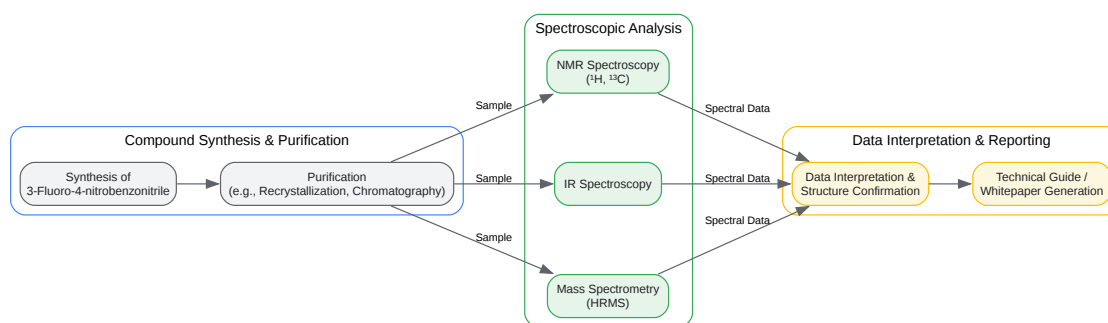 Spectroscopic Analysis
NMR Spectroscopy
(¹H, ¹³C)
Sample
Spectral Data
Compound Synthesis & Purification
Data Interpretation & Reporting
Synthesis of
3-Fluoro-4-nitrobenzonitrile
Purification
(e.g., Recrystallization, Chromatography)
Sample
IR Spectroscopy
Spectral Data
Data Interpretation &
Structure Confirmation
Technical Guide /
Whitepaper Generation
Sample
Spectral Data
Mass Spectrometry
(HRMS)